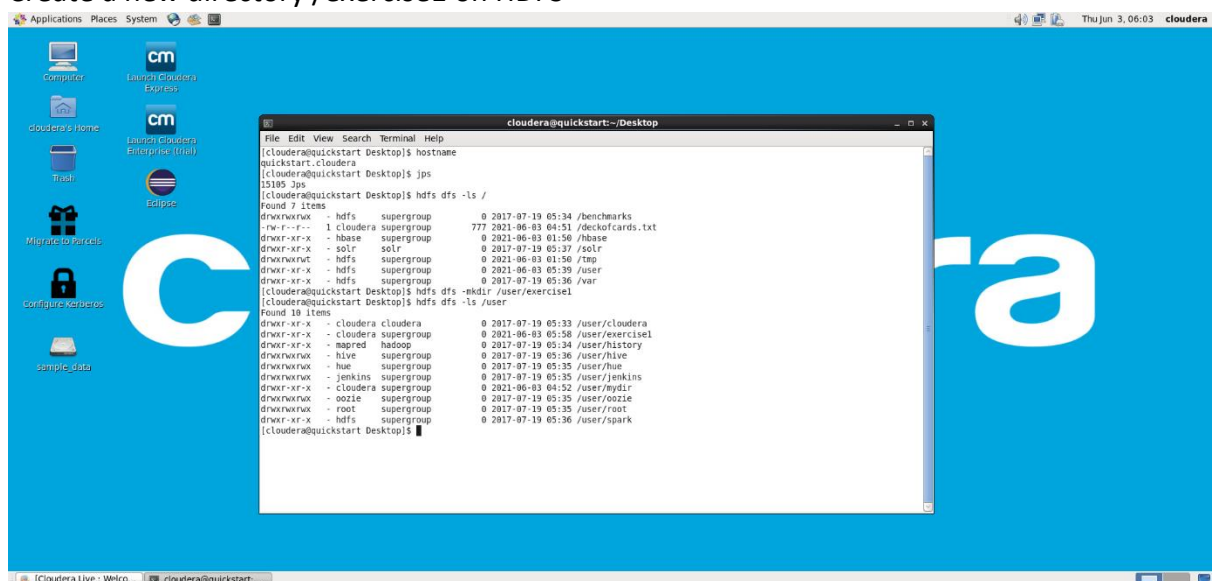 Create a new directory /exercise1 on HDFS
Applications Places System
Thu Jun 3, 06:03 cloudera
Computer
cm
Launch Cloudera
Express
cloudera's Home
cm
Launch Cloudera
Enterprise (trial)
Trash
Eclipse
Migrate to Parcels
Configure Kerberos
sample_data
c
ra
cloudera@quickstart:~/Desktop
File Edit View Search Terminal Help
[cloudera@quickstart Desktop]$ hostname
quickstart.cloudera
[cloudera@quickstart Desktop]$ jps
15105 Jps
[cloudera@quickstart Desktop]$ hdfs dfs -ls /
Found 7 items
drwxrwxrwx - hdfs supergroup 0 2017-07-19 05:34 /benchmarks
-rw-r--r-- 1 cloudera supergroup 777 2021-06-03 04:51 /deckofcards.txt
drwxr-xr-x - hbase supergroup 0 2021-06-03 01:50 /hbase
drwxr-xr-x - solr solr 0 2017-07-19 05:37 /solr
drwxrwxrwt - hdfs supergroup 0 2021-06-03 01:50 /tmp
drwxr-xr-x - hdfs supergroup 0 2021-06-03 05:39 /user
drwxr-xr-x - hdfs supergroup 0 2017-07-19 05:36 /var
[cloudera@quickstart Desktop]$ hdfs dfs -mkdir /user/exercise1
[cloudera@quickstart Desktop]$ hdfs dfs -ls /user
Found 10 items
drwxr-xr-x - cloudera cloudera 0 2017-07-19 05:33 /user/cloudera
drwxr-xr-x - cloudera supergroup 0 2021-06-03 05:58 /user/exercise1
drwxr-xr-x - mapred hadoop 0 2017-07-19 05:34 /user/history
drwxrwxrwx - hive supergroup 0 2017-07-19 05:36 /user/hive
drwxrwxrwx - hue supergroup 0 2017-07-19 05:35 /user/hue
drwxrwxrwx - jenkins supergroup 0 2017-07-19 05:35 /user/jenkins
drwxr-xr-x - cloudera supergroup 0 2021-06-03 04:52 /user/mydir
drwxrwxrwx - oozie supergroup 0 2017-07-19 05:35 /user/oozie
drwxrwxrwx - root supergroup 0 2017-07-19 05:35 /user/root
drwxr-xr-x - hdfs supergroup 0 2017-07-19 05:36 /user/spark
[cloudera@quickstart Desktop]$
[Cloudera Live : Welco... cloudera@quickstart:...